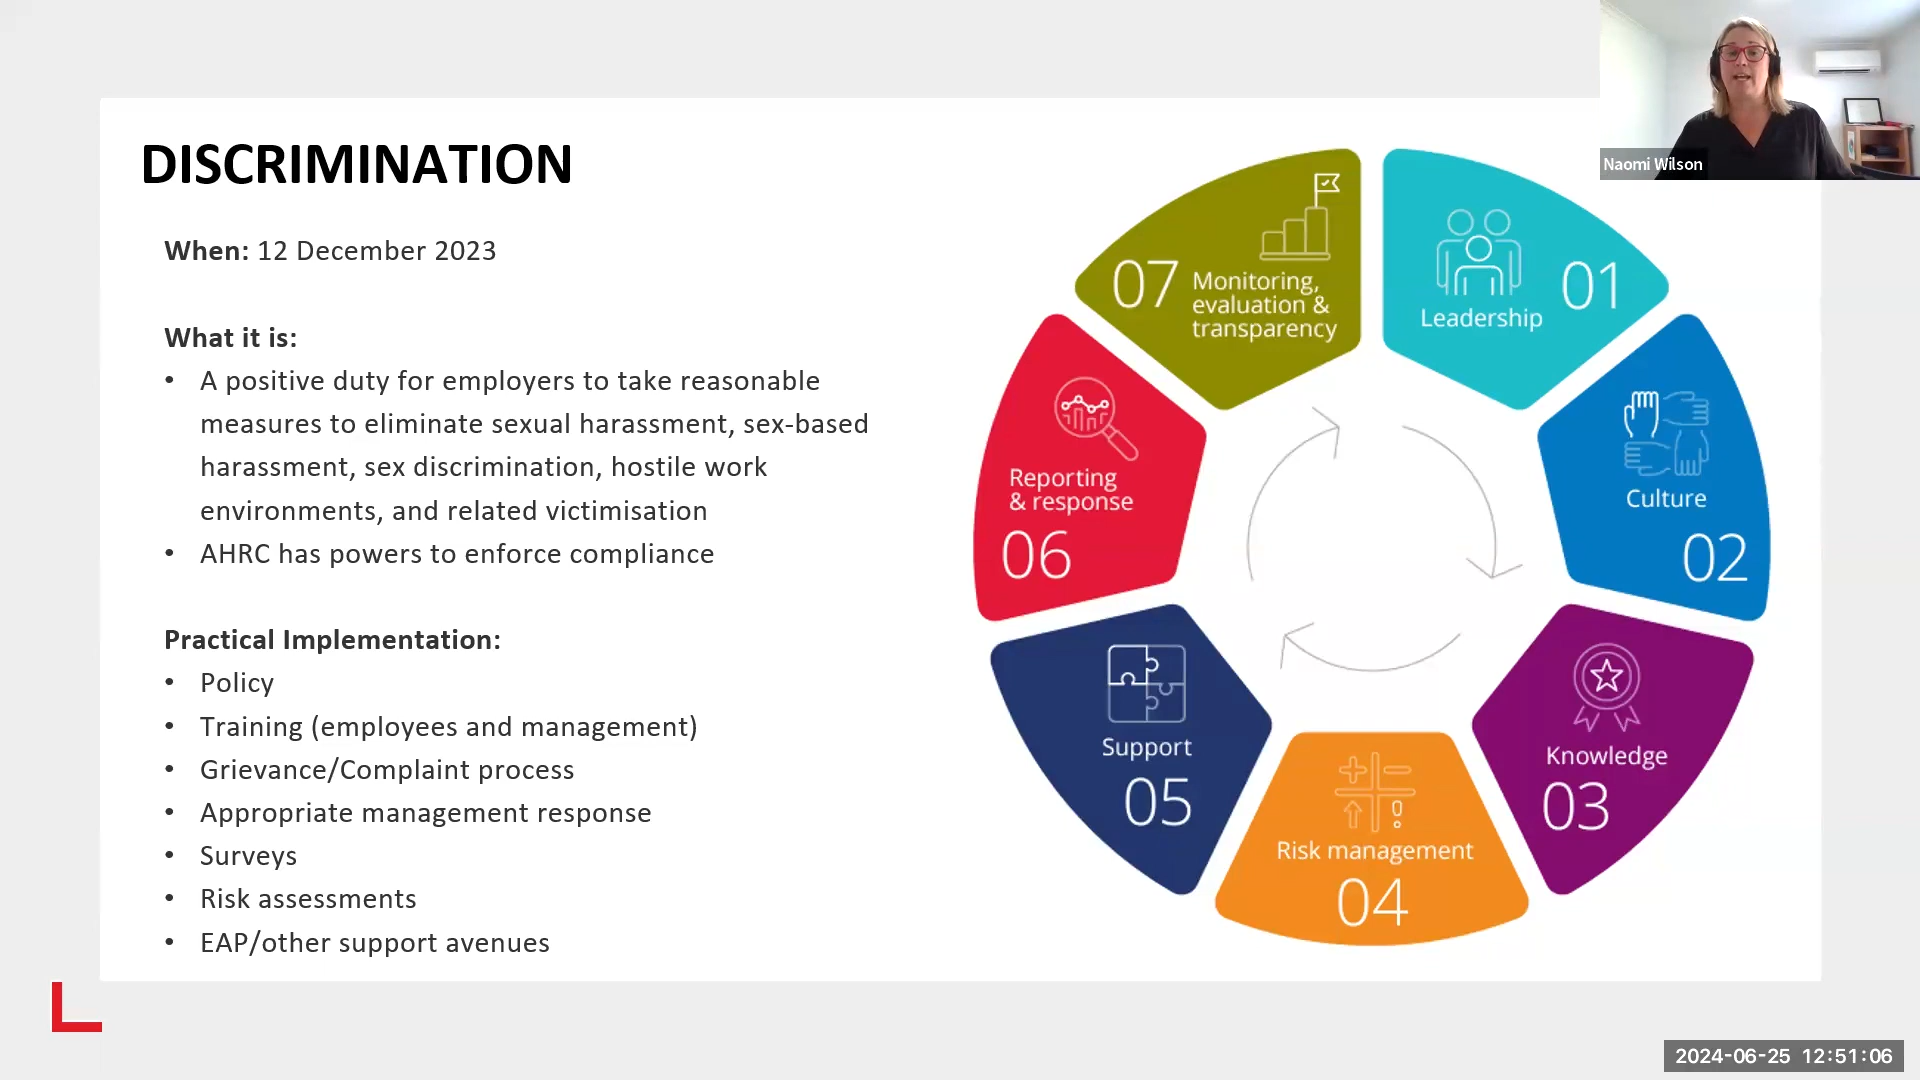 DISCRIMINATION
When: 12 December 2023
What it is:
• A positive duty for employers to take reasonable
measures to eliminate sexual harassment, sex-based
harassment, sex discrimination, hostile work
environments, and related victimisation
• AHRC has powers to enforce compliance
Practical Implementation:
• Policy
• Training (employees and management)
• Grievance/Complaint process
• Appropriate management response
• Surveys
• Risk assessments
• EAP/other support avenues
01
Leadership
Culture
02
Knowledge
03
Risk management
04
Support
05
Reporting
& response
06
07
Monitoring,
evaluation &
transparency
Naomi Wilson
2024-06-25 12:51:06